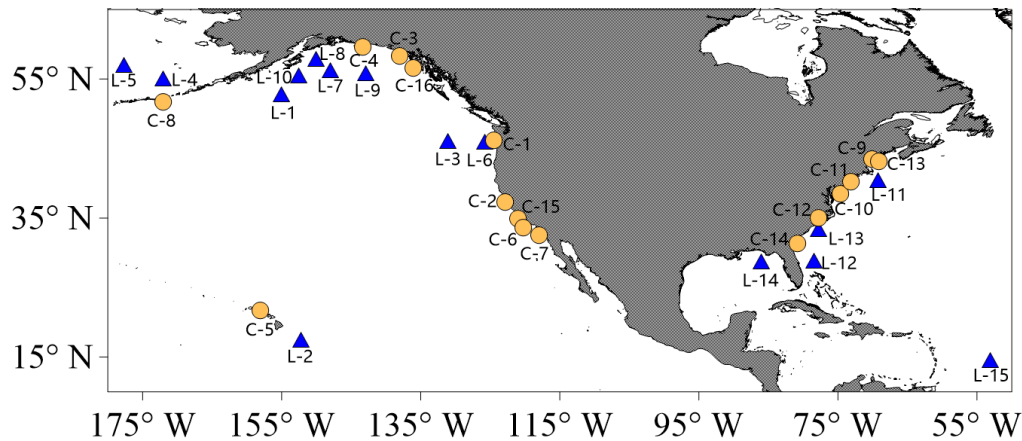 C-3
L-8
C-4
L-5
L-4
L-10
L-7
L-9
C-16
55° N
C-8
L-1
L-3
L-6
C-1
C-9
C-11
C-13
L-11
C-2
C-15
C-12
C-10
35° N
C-6
C-7
C-14
L-13
L-12
L-14
C-5
L-2
15° N
L-15
175° W
155° W
135° W
115° W
95° W
75° W
55° W